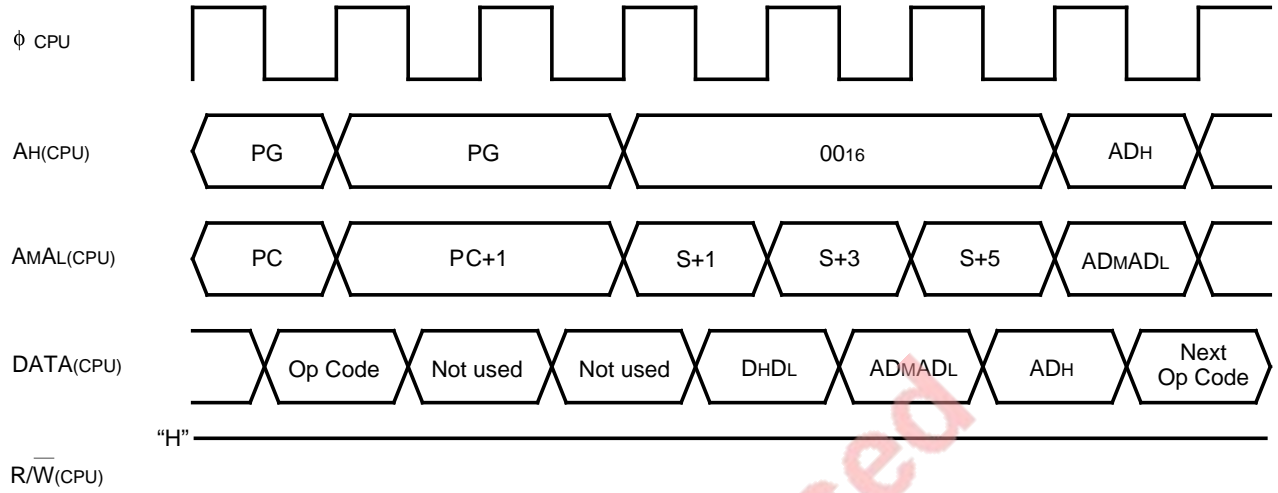 ϕ CPU
AH(CPU) PG PG 0016 ADH
AMAL(CPU) PC PC+1 S+1 S+3 S+5 ADMADL
DATA(CPU) Op Code Not used Not used DHDL ADMADL ADH Next
Op Code
“H”
R/W̅(CPU)